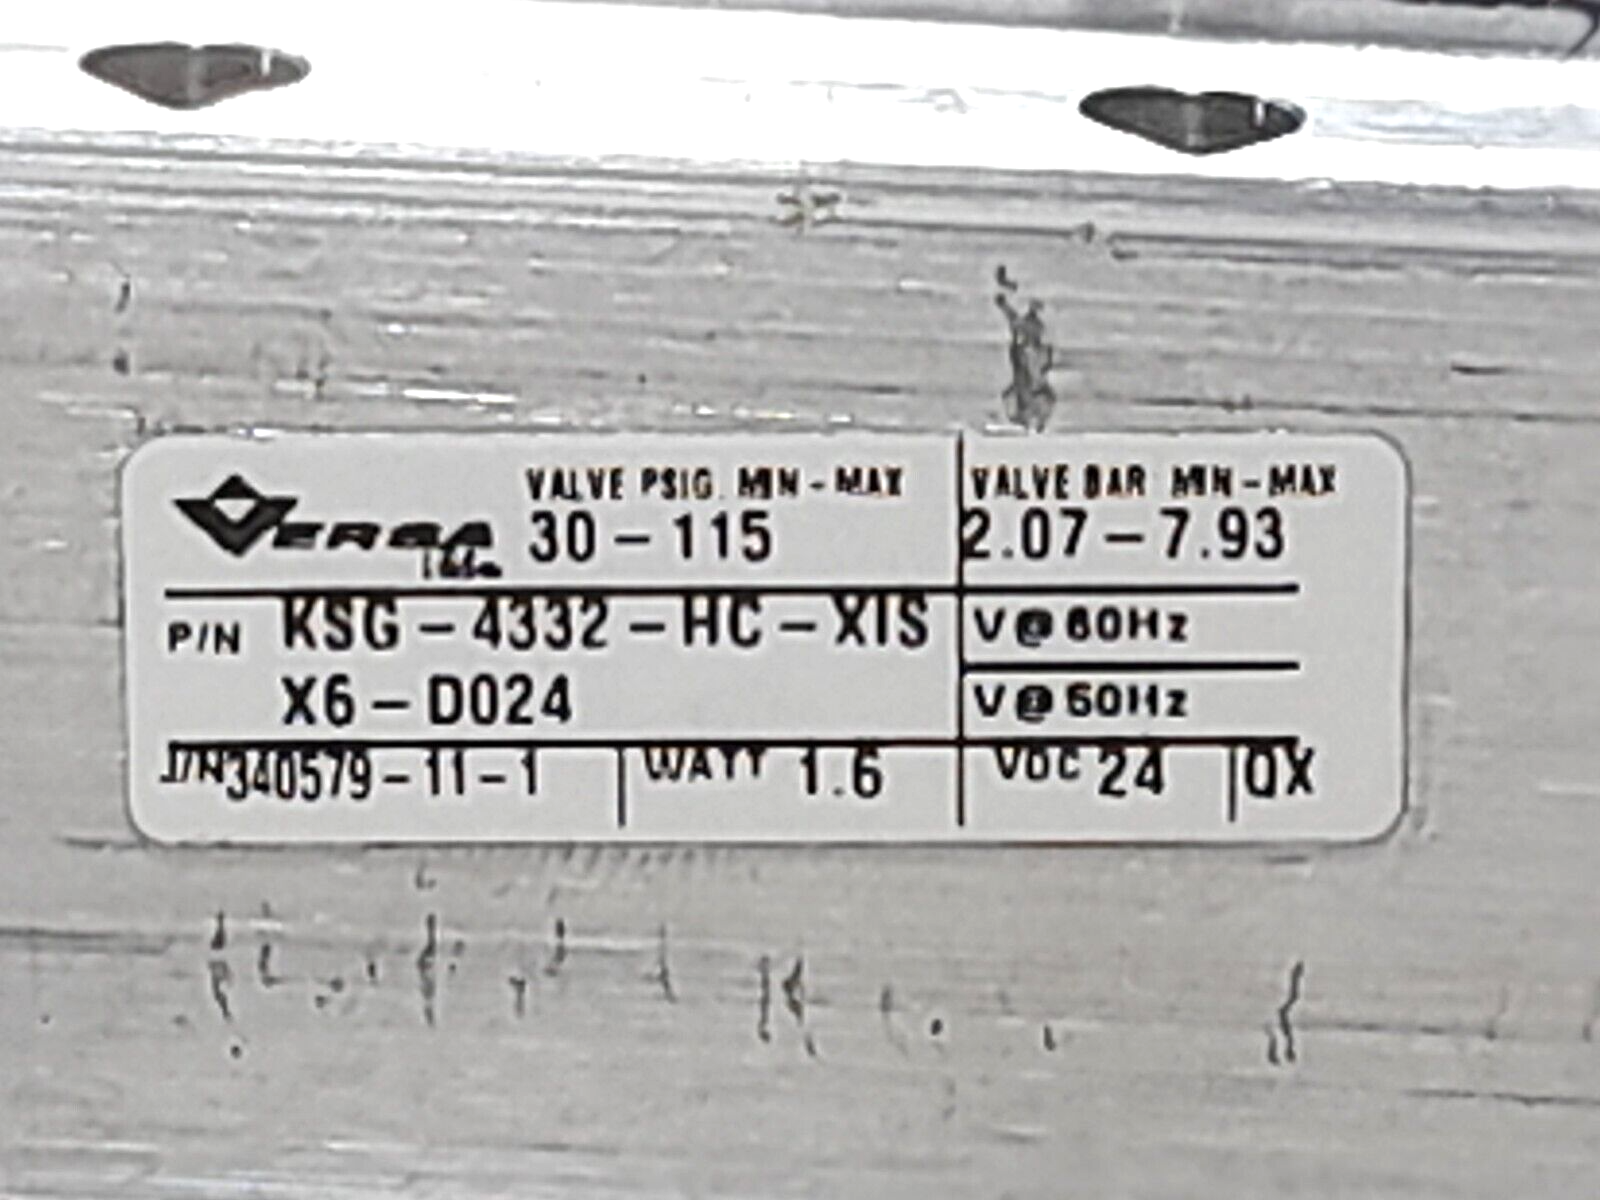 VERSA VALVE PSIG MIN - MAX VALVE BAR MIN - MAX
30 - 115 2.07 - 7.93
P/N KSG - 4332 - HC - XIS V@60Hz
X6 - D024 V@50Hz
J/N 340579-11-1 WATT 1.6 VDC 24 QX